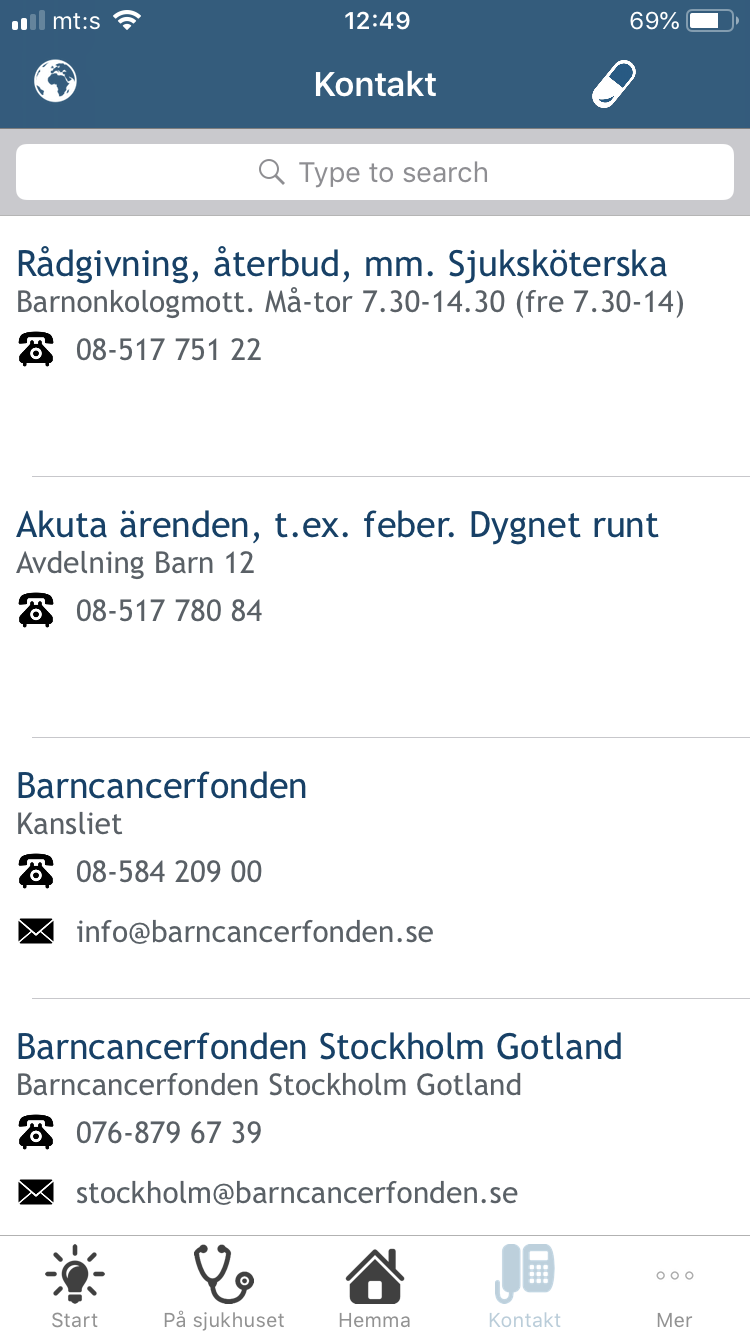 mt:s 12:49 69%
Kontakt
Type to search
Rådgivning, återbud, mm. Sjuksköterska
Barnonkologmott. Må-tor 7.30-14.30 (fre 7.30-14)
08-517 751 22
Akuta ärenden, t.ex. feber. Dygnet runt
Avdelning Barn 12
08-517 780 84
Barncancerfonden
Kansliet
08-584 209 00
info@barncancerfonden.se
Barncancerfonden Stockholm Gotland
Barncancerfonden Stockholm Gotland
076-879 67 39
stockholm@barncancerfonden.se
Start På sjukhuset Hemma Kontakt Mer